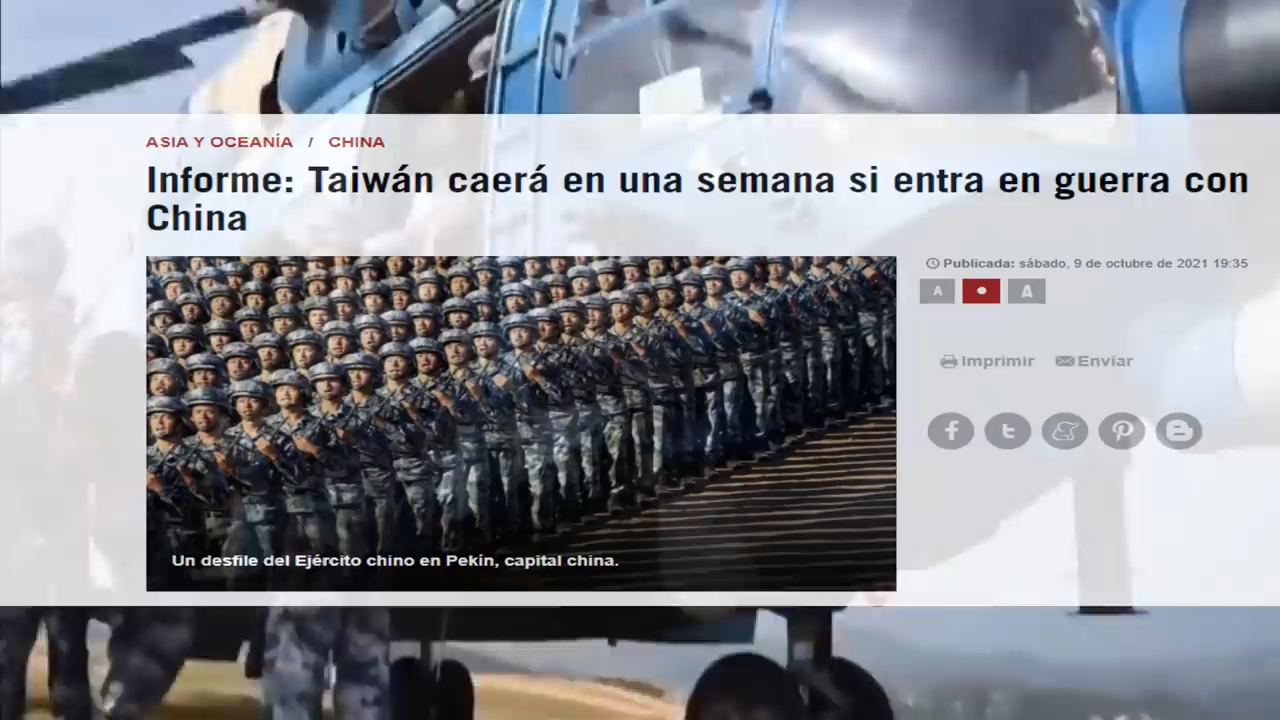 ASIA Y OCEANÍA / CHINA
Informe: Taiwán caerá en una semana si entra en guerra con
China
Publicada: sábado, 9 de octubre de 2021 19:35
A A
Imprimir Enviar
Un desfile del Ejército chino en Pekín, capital china.